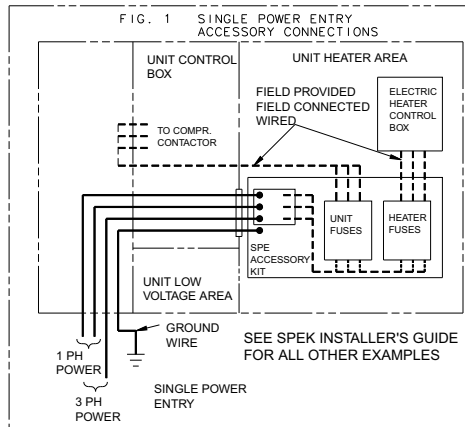 FIG. 1 SINGLE POWER ENTRY
ACCESSORY CONNECTIONS
UNIT CONTROL
BOX
UNIT HEATER AREA
FIELD PROVIDED
FIELD CONNECTED
WIRED
ELECTRIC
HEATER
CONTROL
BOX
TO COMPR.
CONTACTOR
UNIT
FUSES
HEATER
FUSES
SPE
ACCESSORY
KIT
UNIT LOW
VOLTAGE AREA
GROUND
WIRE
SEE SPEK INSTALLER'S GUIDE
FOR ALL OTHER EXAMPLES
1 PH
POWER
3 PH
POWER
SINGLE POWER
ENTRY